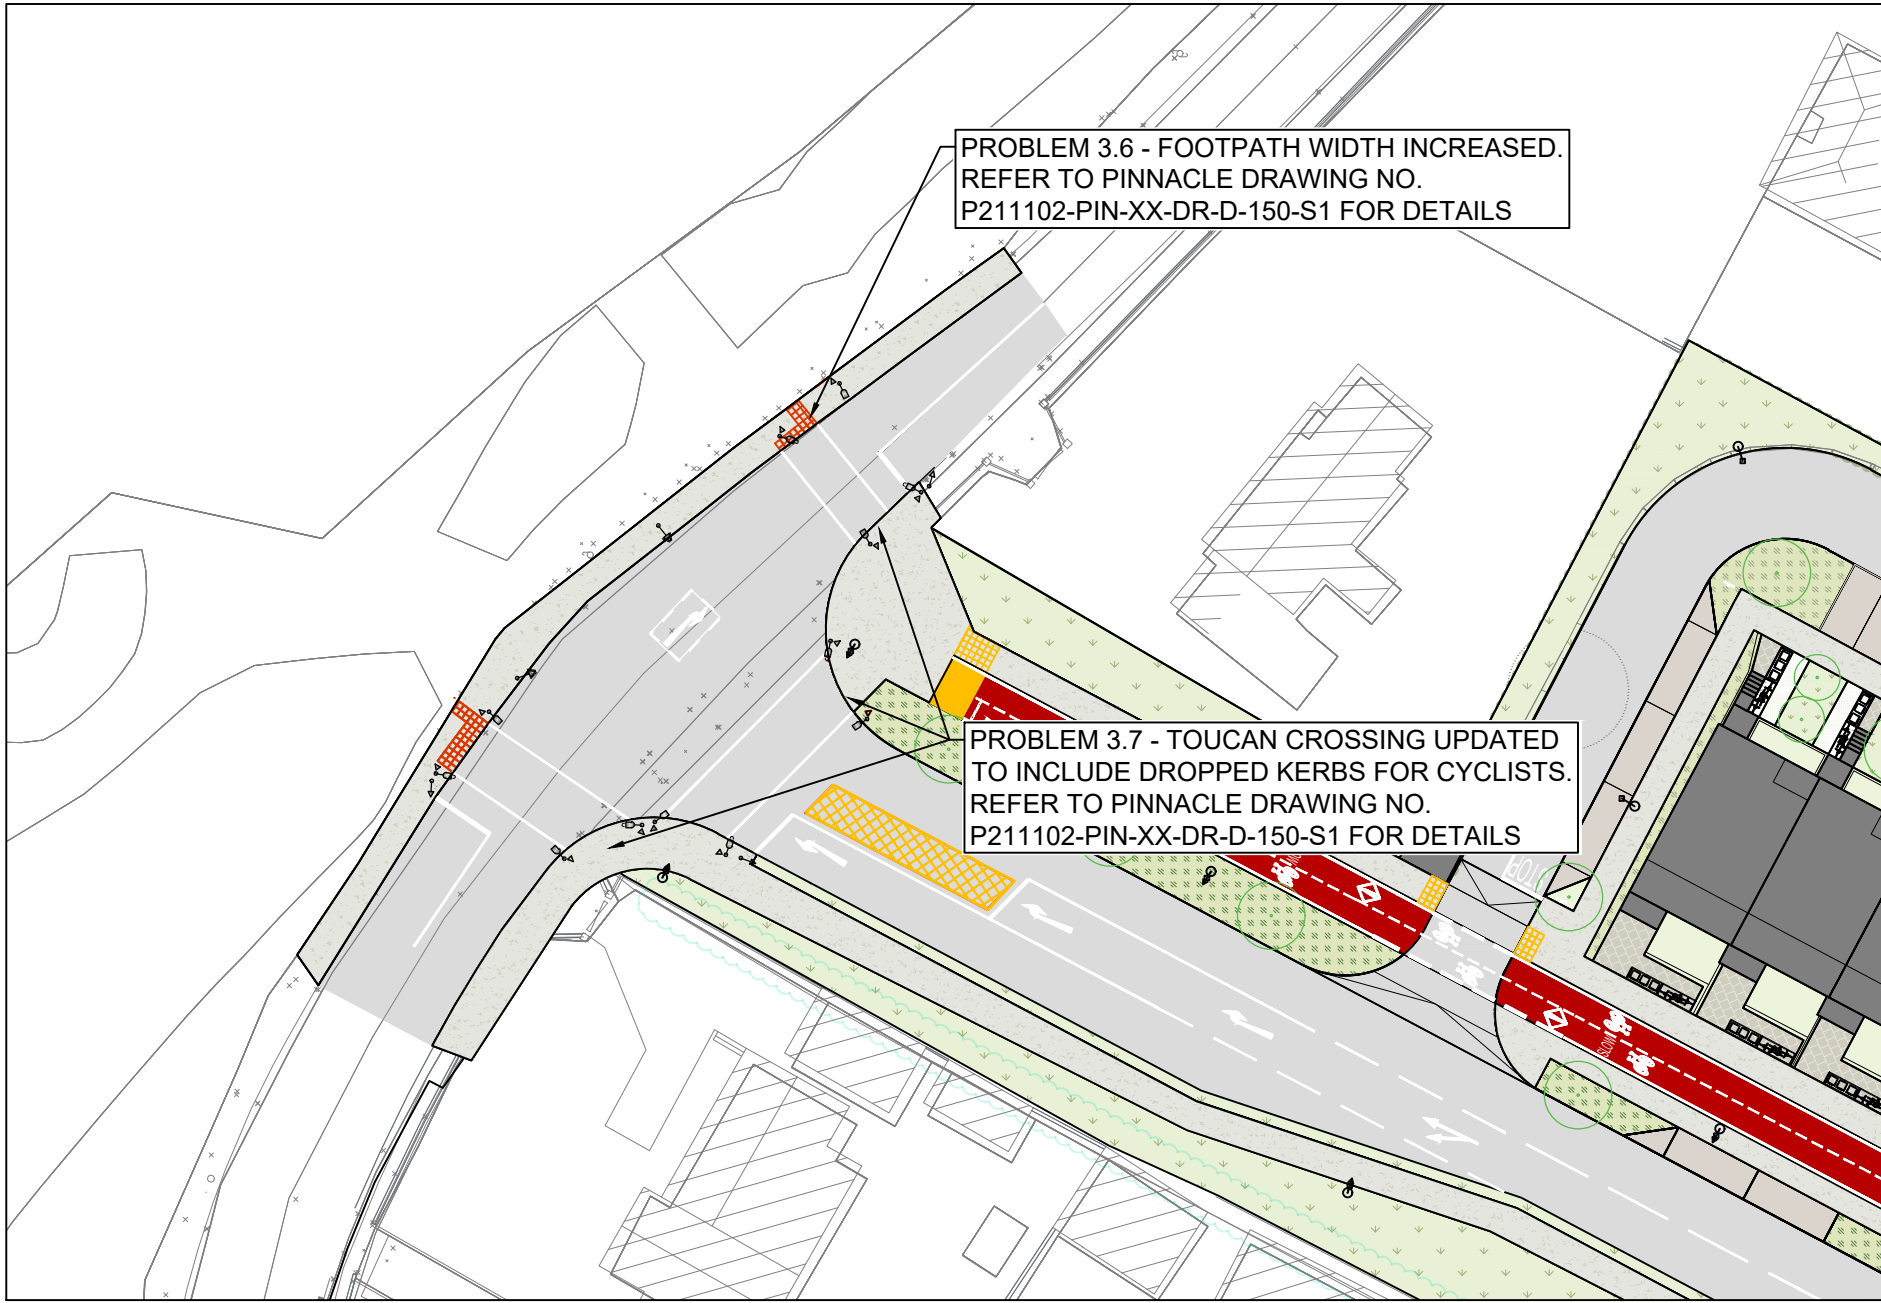 PROBLEM 3.6 - FOOTPATH WIDTH INCREASED.
REFER TO PINNACLE DRAWING NO.
P211102-PIN-XX-DR-D-150-S1 FOR DETAILS
PROBLEM 3.7 - TOUCAN CROSSING UPDATED
TO INCLUDE DROPPED KERBS FOR CYCLISTS.
REFER TO PINNACLE DRAWING NO.
P211102-PIN-XX-DR-D-150-S1 FOR DETAILS
STOP
SLOW